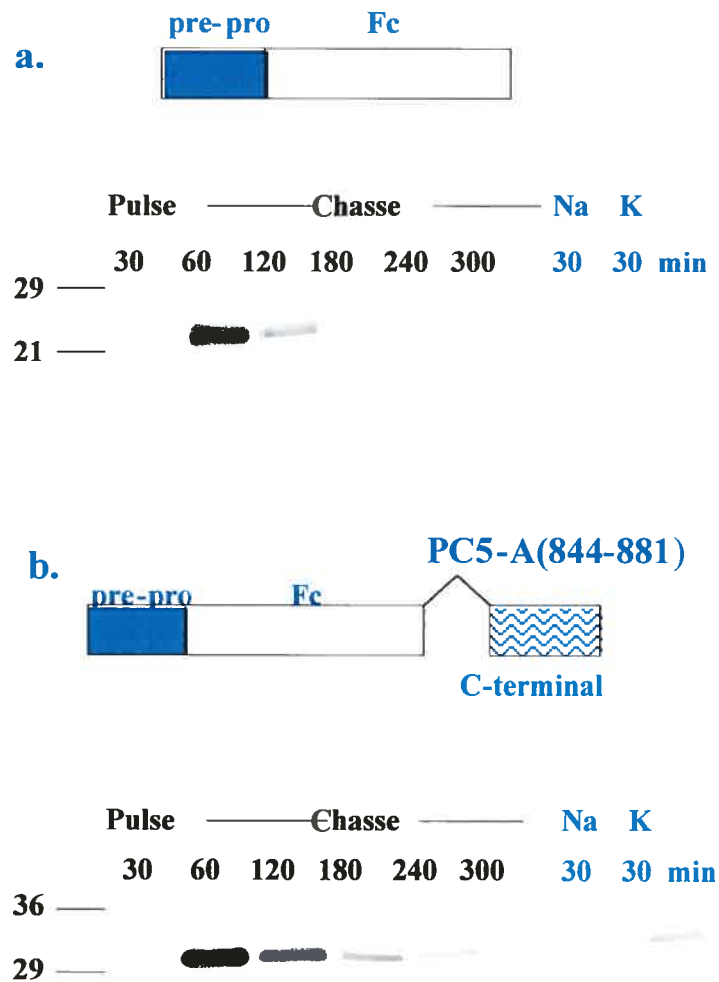 pre-pro Fc
a.
Pulse Chasse Na K
30 60 120 180 240 300 30 30 min
29
21
PC5-A(844-881)
b.
pre-pro Fc
C-terminal
Pulse Chasse Na K
30 60 120 180 240 300 30 30 min
36
29